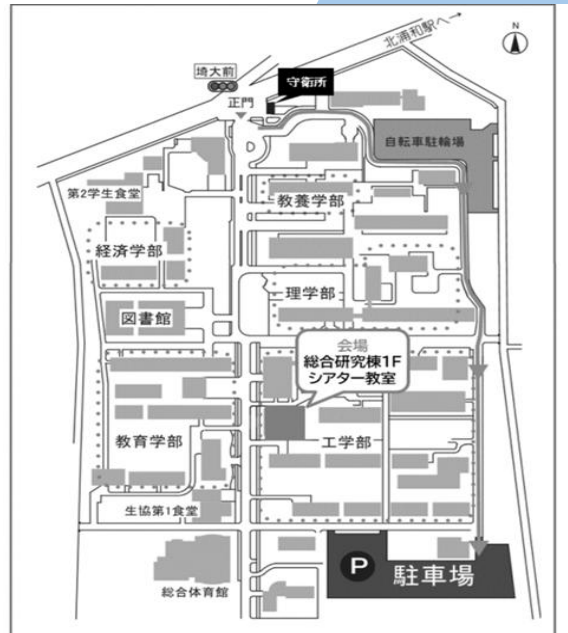 北浦和駅へ→
N
埼大前
守衛所
正門
自転車駐輪場
第2学生食堂
教養学部
経済学部
理学部
図書館
会場
総合研究棟1F
シアター教室
教育学部
工学部
生協第1食堂
P
駐車場
総合体育館